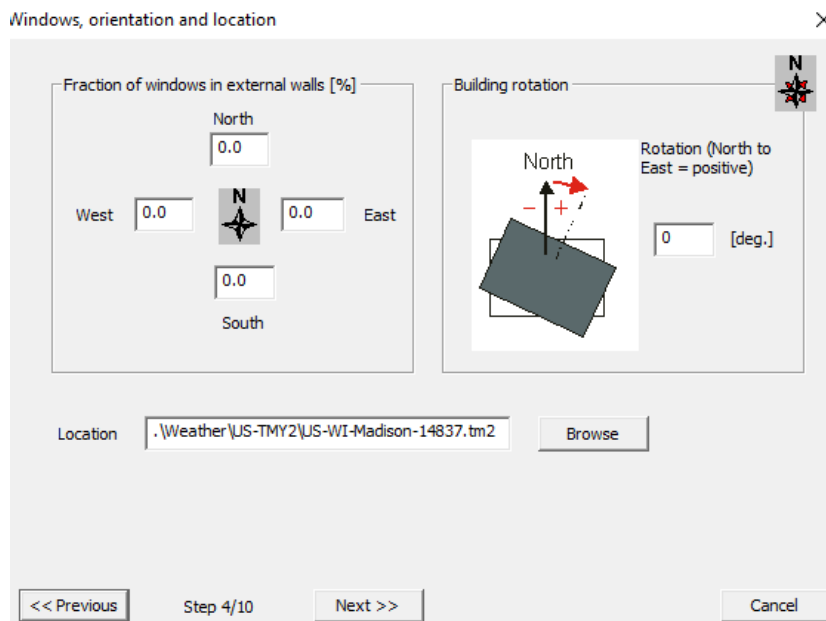 Windows, orientation and location
Fraction of windows in external walls [%]
North
0.0
West
0.0
N
0.0
East
0.0
South
Building rotation
N
North
- +
Rotation (North to
East = positive)
0
[deg.]
Location
.\Weather\US-TMY2\US-WI-Madison-14837.tm2
Browse
<< Previous
Step 4/10
Next >>
Cancel